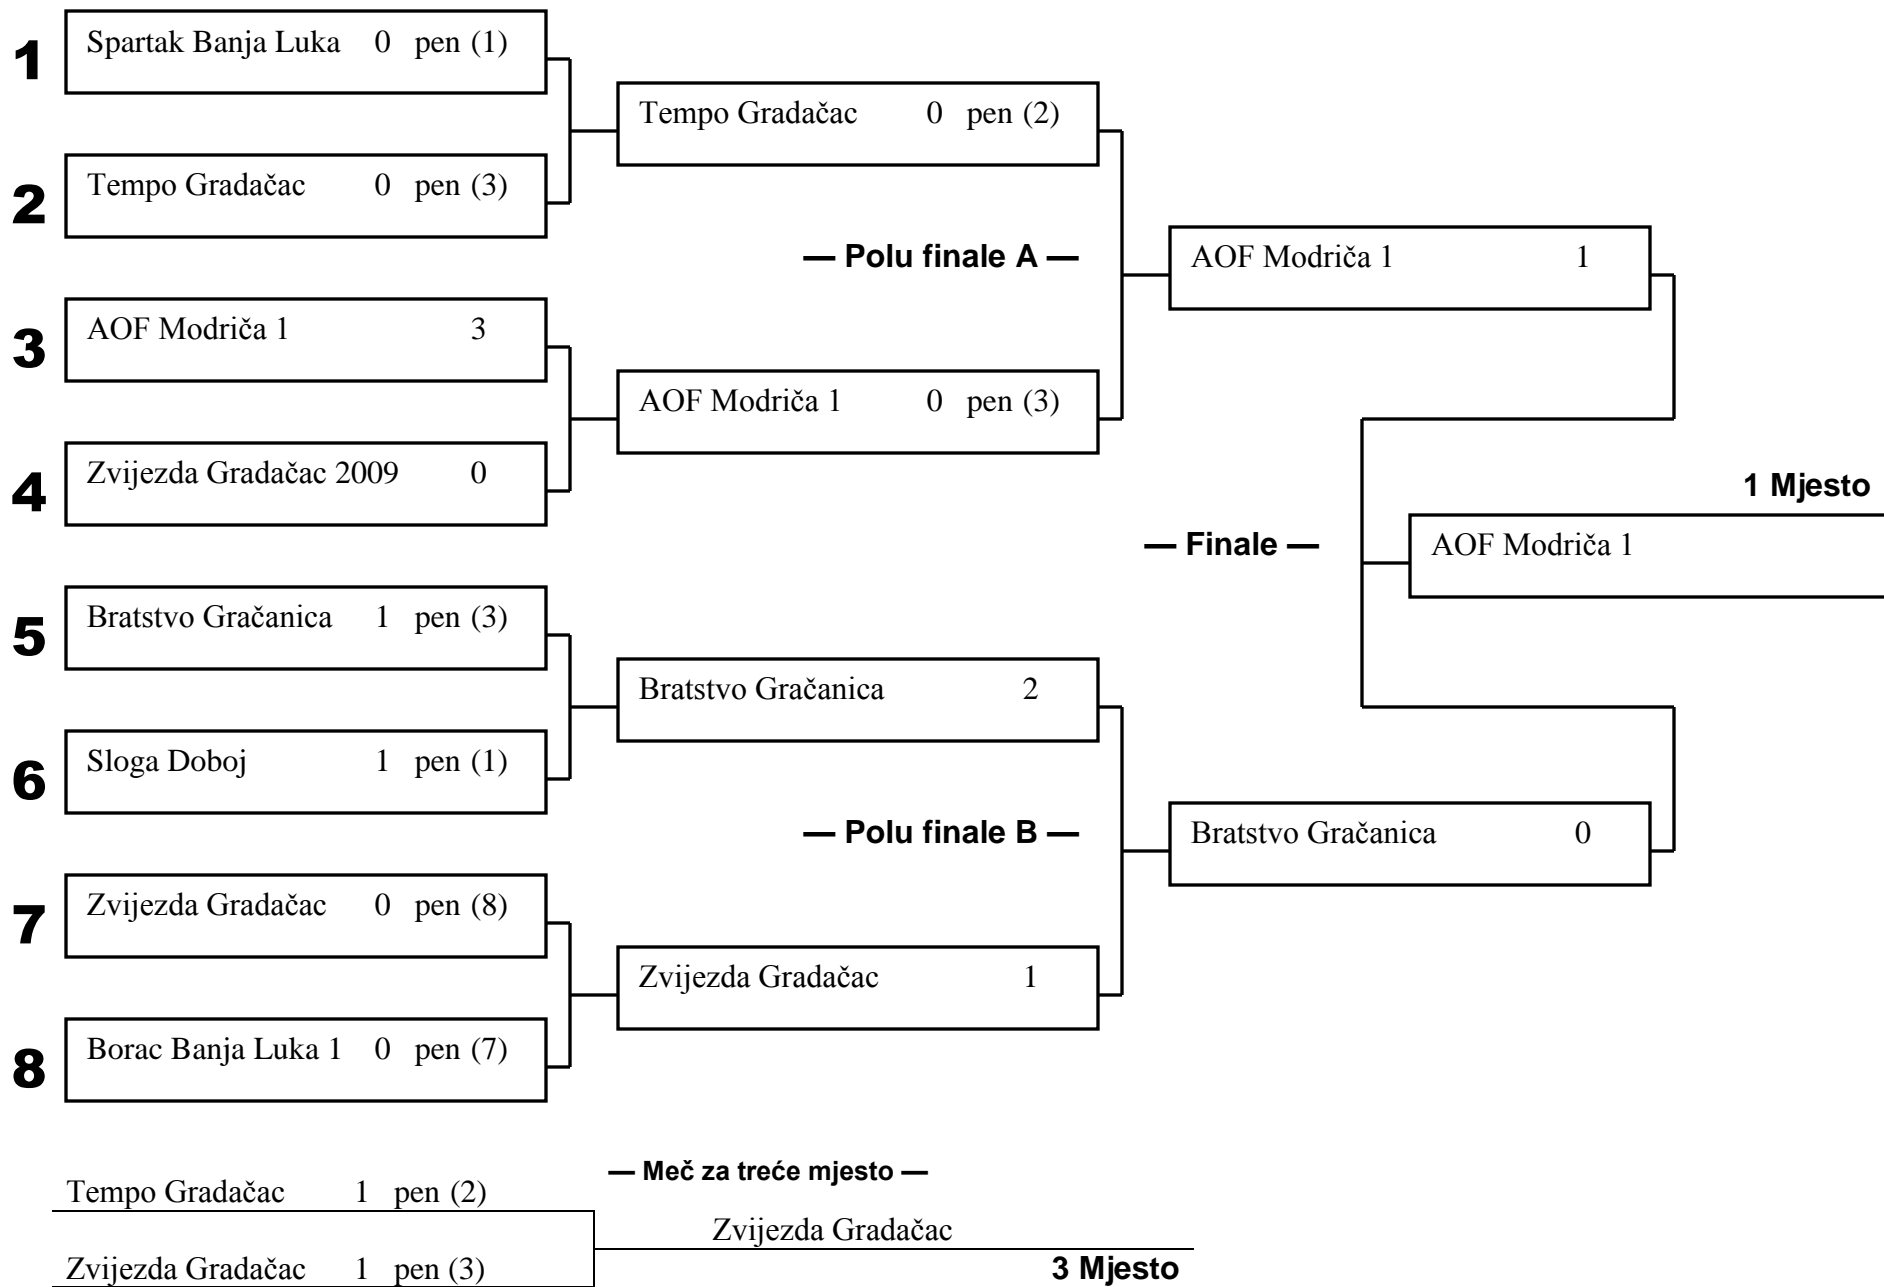 1 Spartak Banja Luka 0 pen (1)
Tempo Gradačac 0 pen (2)
2 Tempo Gradačac 0 pen (3)
— Polu finale A —
AOF Modriča 1 1
3 AOF Modriča 1 3
AOF Modriča 1 0 pen (3)
4 Zvijezda Gradačac 2009 0
1 Mjesto
— Finale —
AOF Modriča 1
5 Bratstvo Gračanica 1 pen (3)
Bratstvo Gračanica 2
6 Sloga Doboj 1 pen (1)
— Polu finale B —
Bratstvo Gračanica 0
7 Zvijezda Gradačac 0 pen (8)
Zvijezda Gradačac 1
8 Borac Banja Luka 1 0 pen (7)
— Meč za treće mjesto —
Tempo Gradačac 1 pen (2)
Zvijezda Gradačac
Zvijezda Gradačac 1 pen (3)
3 Mjesto